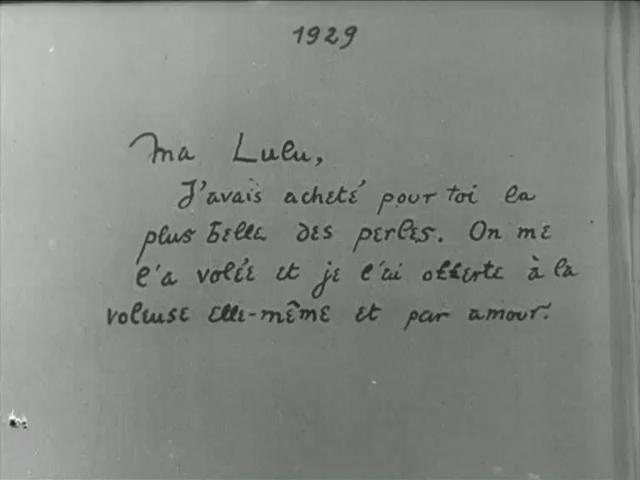 1929
Ma Lulu,
J'avais acheté pour toi la
plus belle des perles. On me
l'a volée et je l'ai offerte à la
voleuse elle-même et par amour.